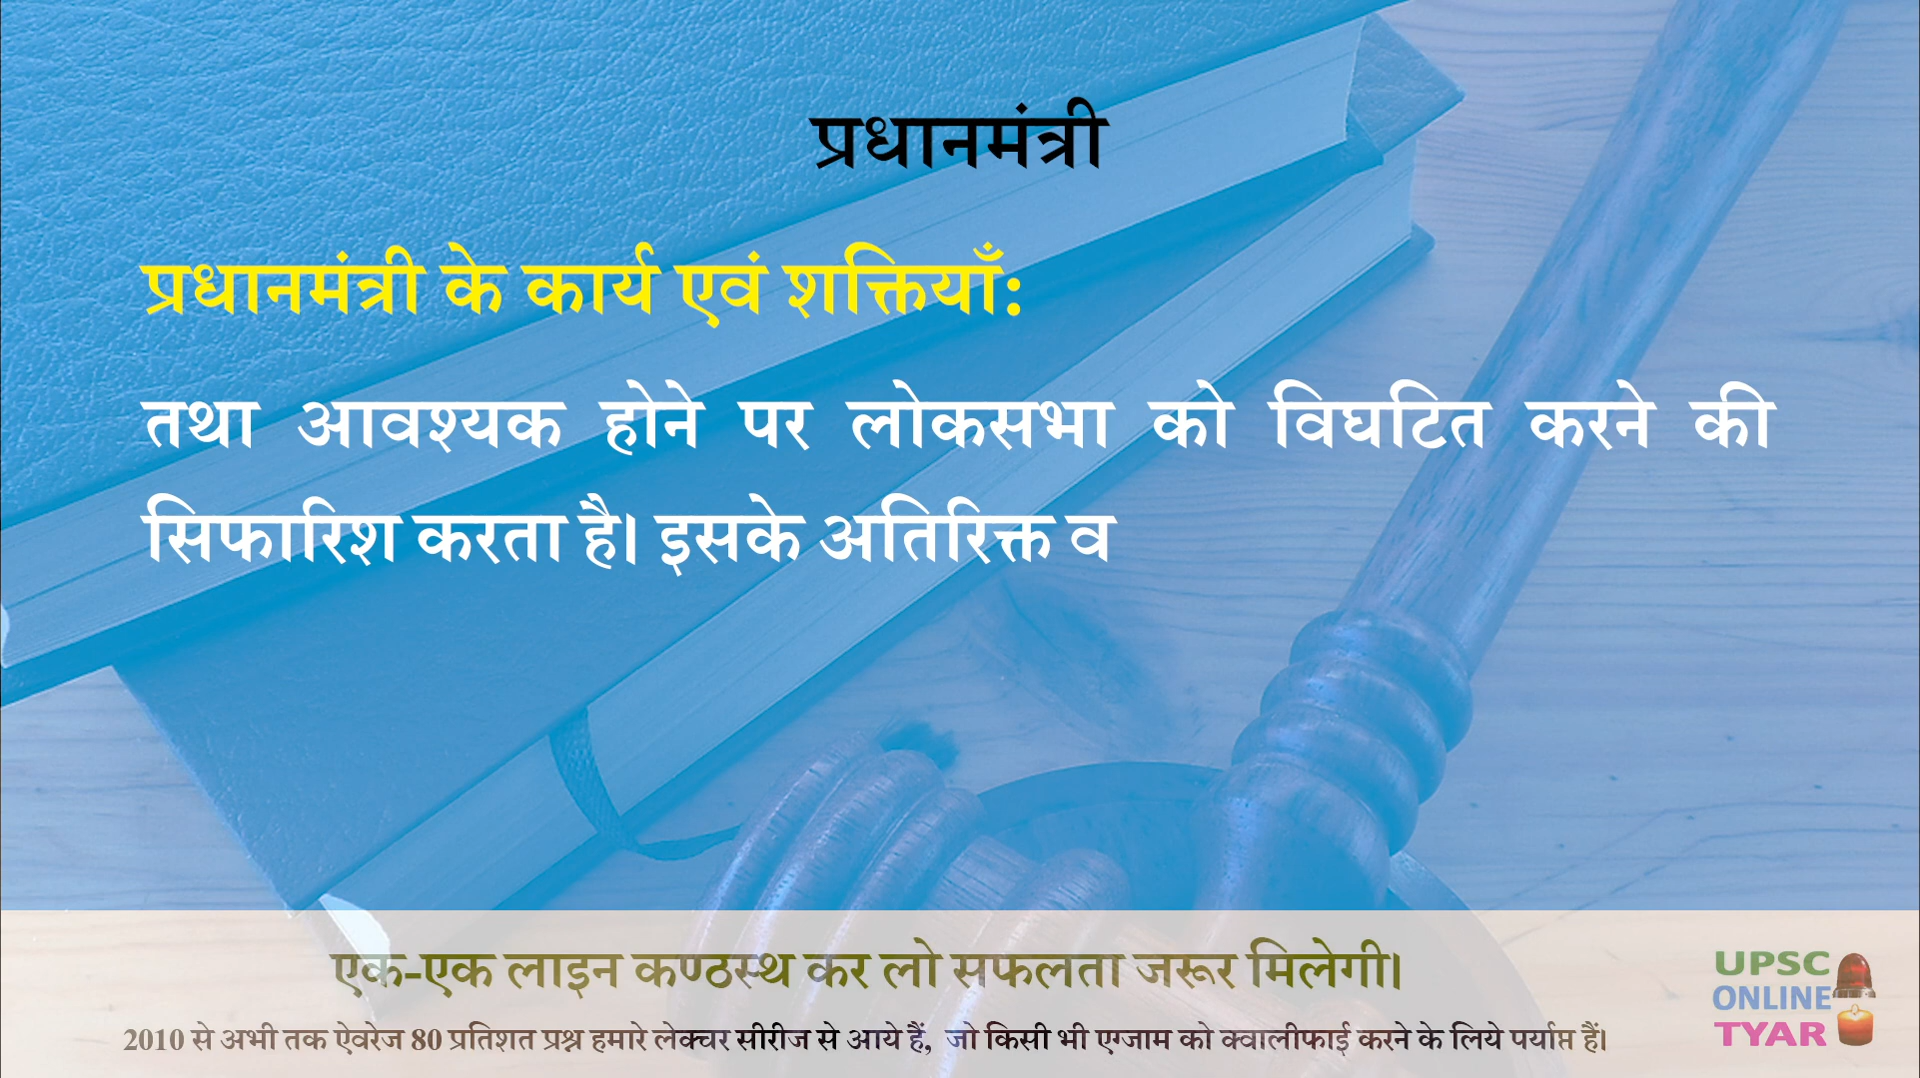 प्रधानमंत्री
प्रधानमंत्री के कार्य एवं शक्तियाँ:
तथा आवश्यक होने पर लोकसभा को विघटित करने की
सिफारिश करता है। इसके अतिरिक्त व
एक-एक लाइन कण्ठस्थ कर लो सफलता जरूर मिलेगी।
2010 से अभी तक ऐवरेज 80 प्रतिशत प्रश्न हमारे लेक्चर सीरीज से आये हैं, जो किसी भी एग्जाम को क्वालीफाई करने के लिये पर्याप्त हैं।
UPSC
ONLINE
TYAR